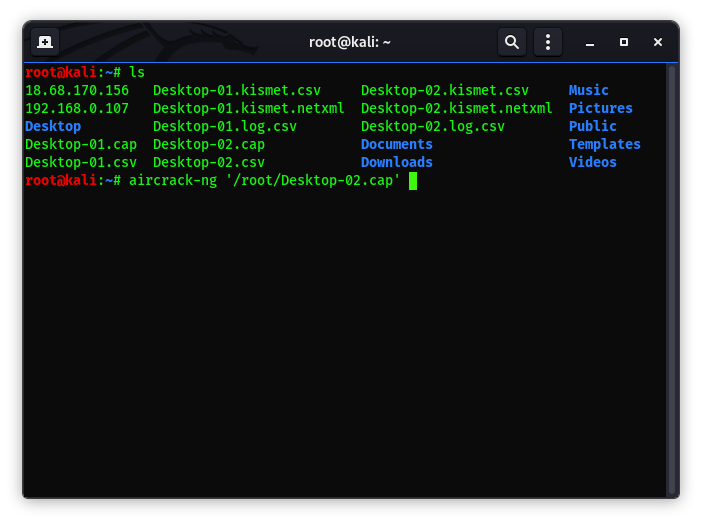 root@kali: ~
root@kali:~# ls
18.68.170.156   Desktop-01.kismet.csv     Desktop-02.kismet.csv     Music
192.168.0.107   Desktop-01.kismet.netxml  Desktop-02.kismet.netxml  Pictures
Desktop         Desktop-01.log.csv        Desktop-02.log.csv        Public
Desktop-01.cap  Desktop-02.cap            Documents                 Templates
Desktop-01.csv  Desktop-02.csv            Downloads                 Videos
root@kali:~# aircrack-ng '/root/Desktop-02.cap'